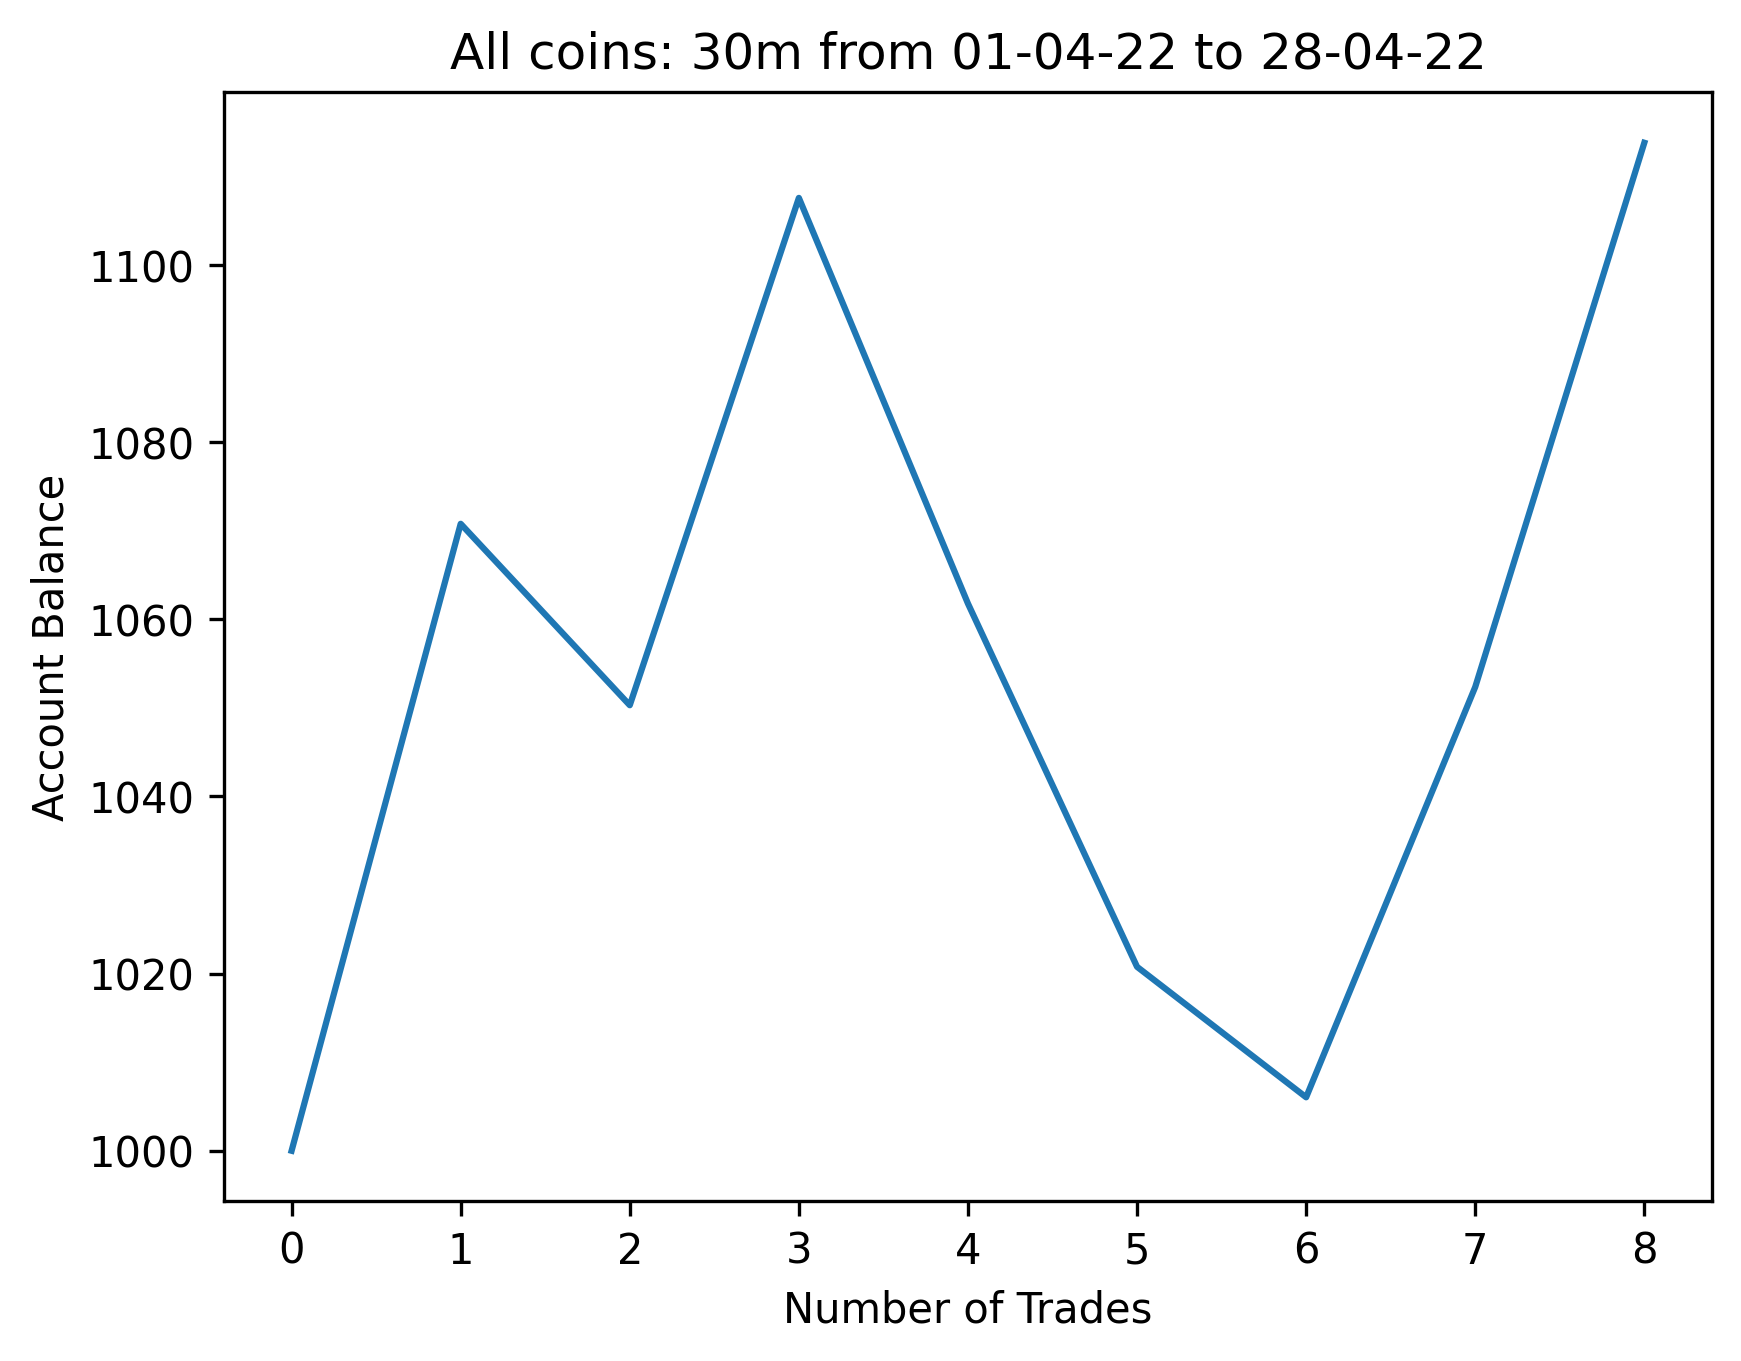 All coins: 30m from 01-04-22 to 28-04-22
Account Balance
1100
1080
1060
1040
1020
1000
0 1 2 3 4 5 6 7 8
Number of Trades